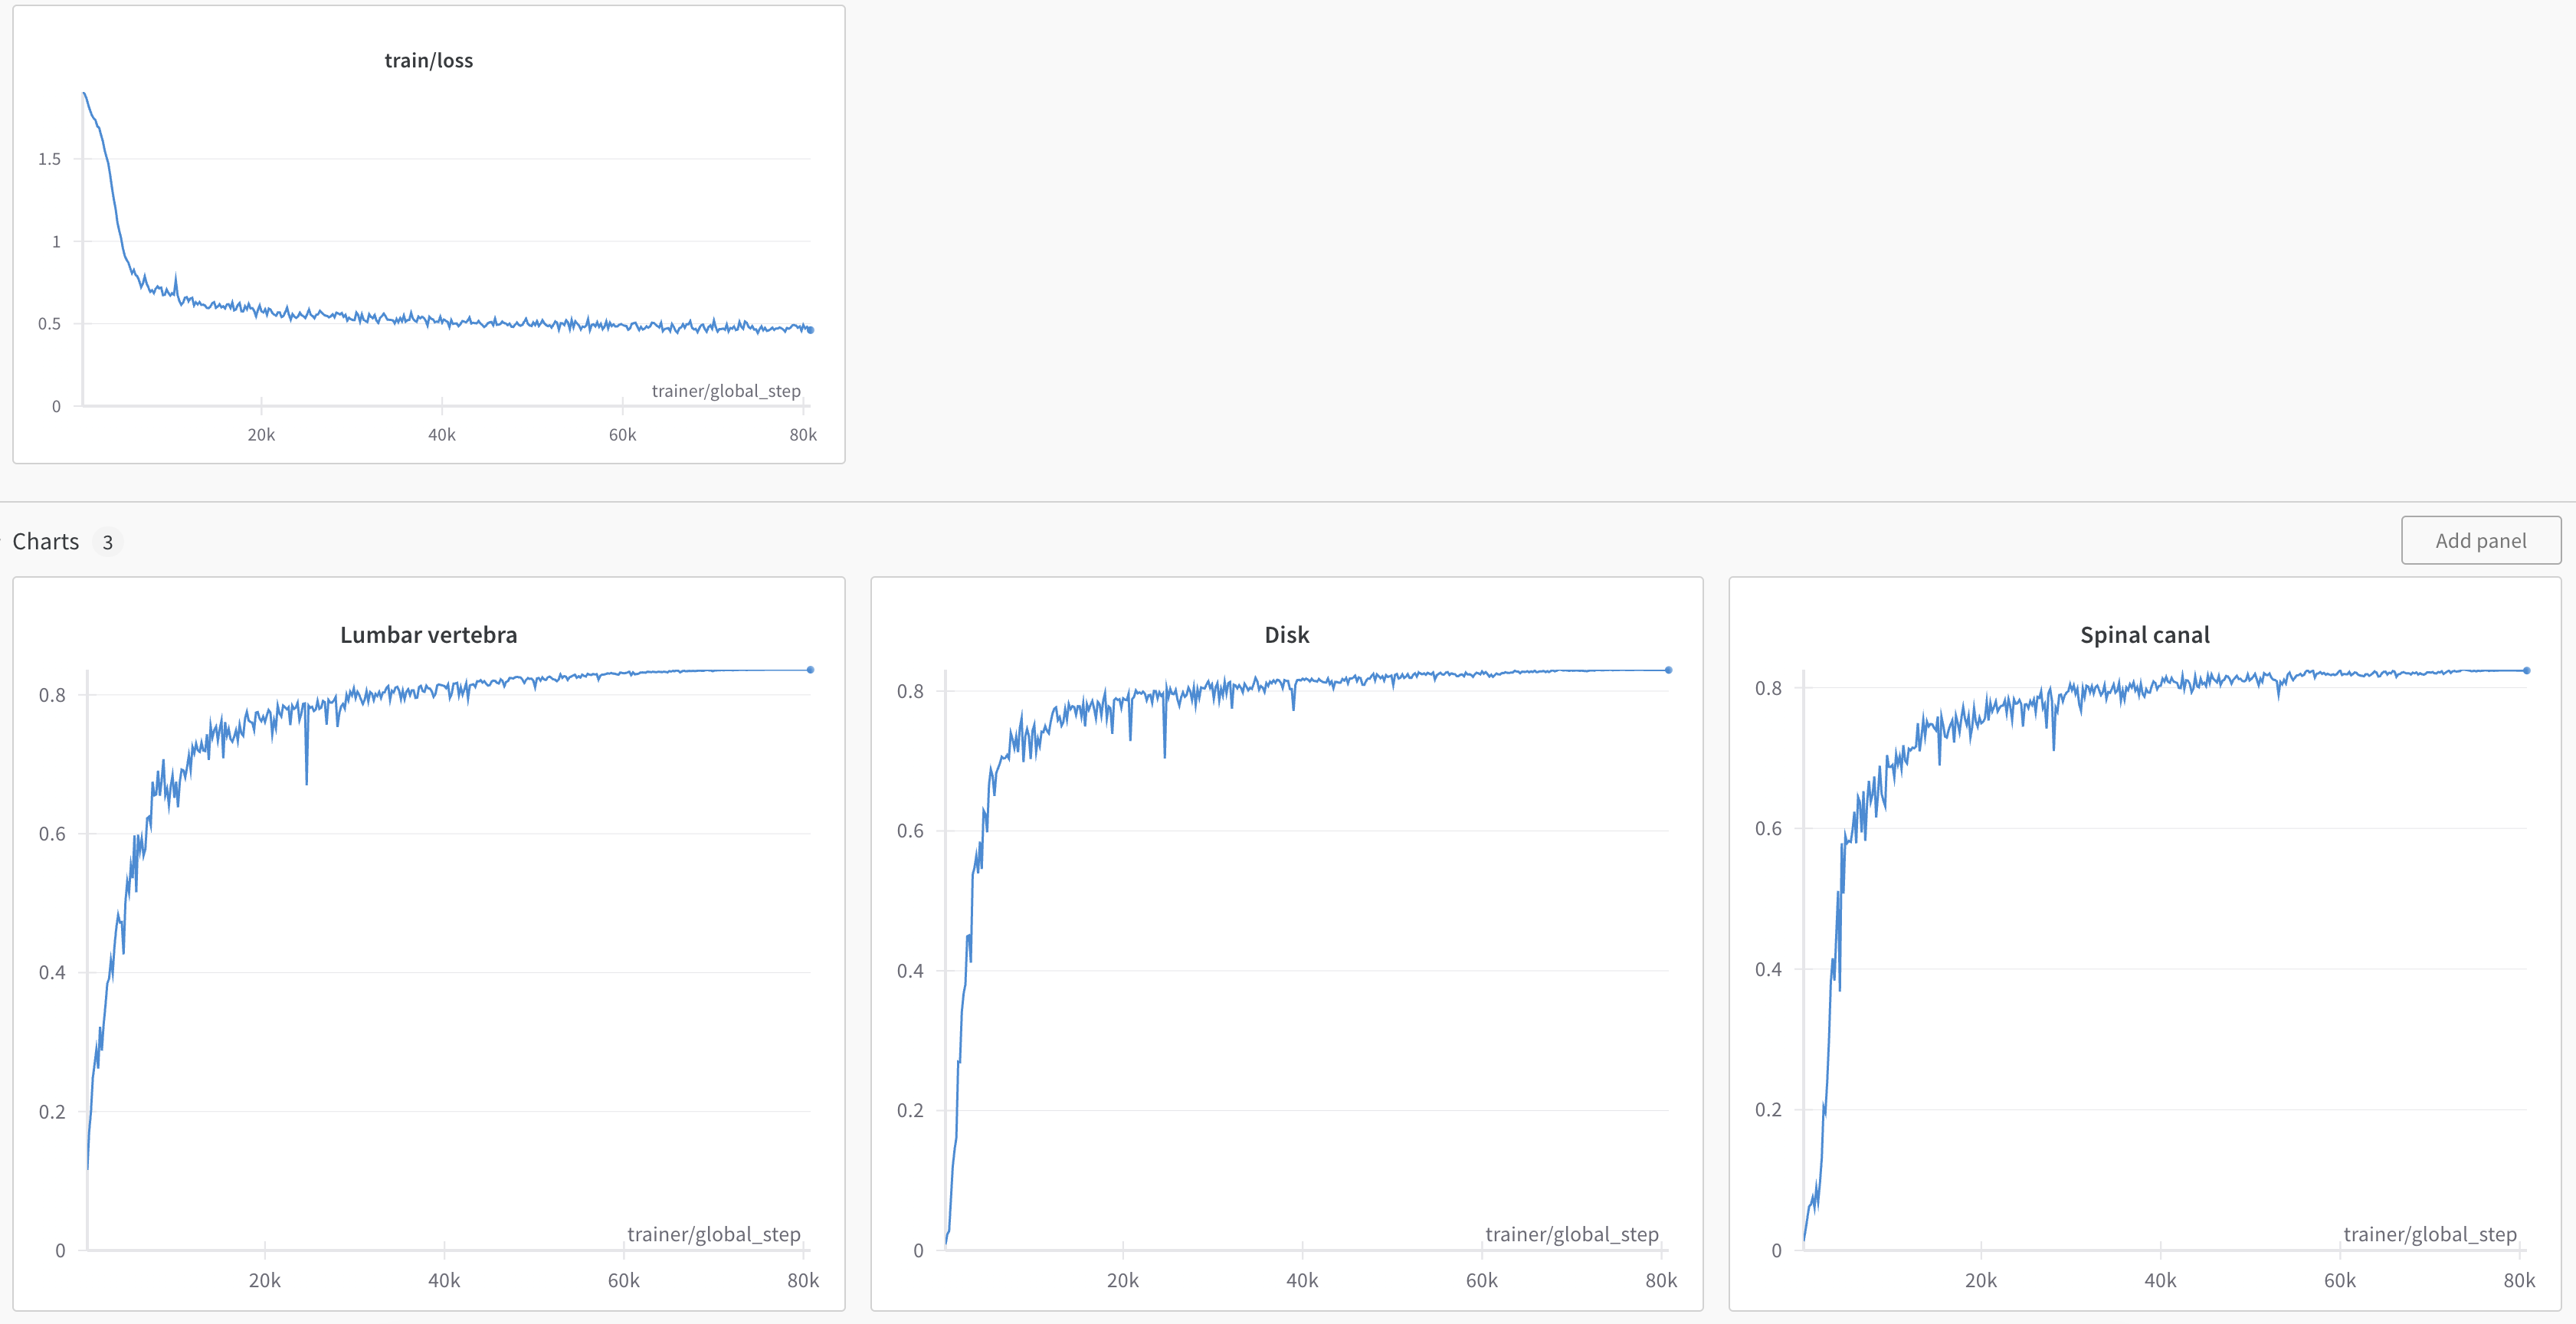 train/loss
1.5
1
0.5
0
trainer/global_step
20k 40k 60k 80k
Charts 3
Add panel
Lumbar vertebra
0.8
0.6
0.4
0.2
0
trainer/global_step
20k 40k 60k 80k
Disk
0.8
0.6
0.4
0.2
0
trainer/global_step
20k 40k 60k 80k
Spinal canal
0.8
0.6
0.4
0.2
0
trainer/global_step
20k 40k 60k 80k